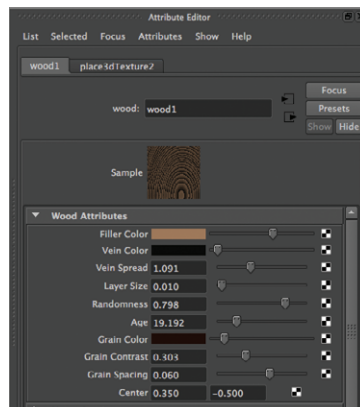 Attribute Editor
List Selected Focus Attributes Show Help
wood1 place3dTexture2
Focus
wood: wood1
Presets
Show Hide
Sample
Wood Attributes
Filler Color
Vein Color
Vein Spread 1.091
Layer Size 0.010
Randomness 0.798
Age 19.192
Grain Color
Grain Contrast 0.303
Grain Spacing 0.060
Center 0.350 -0.500